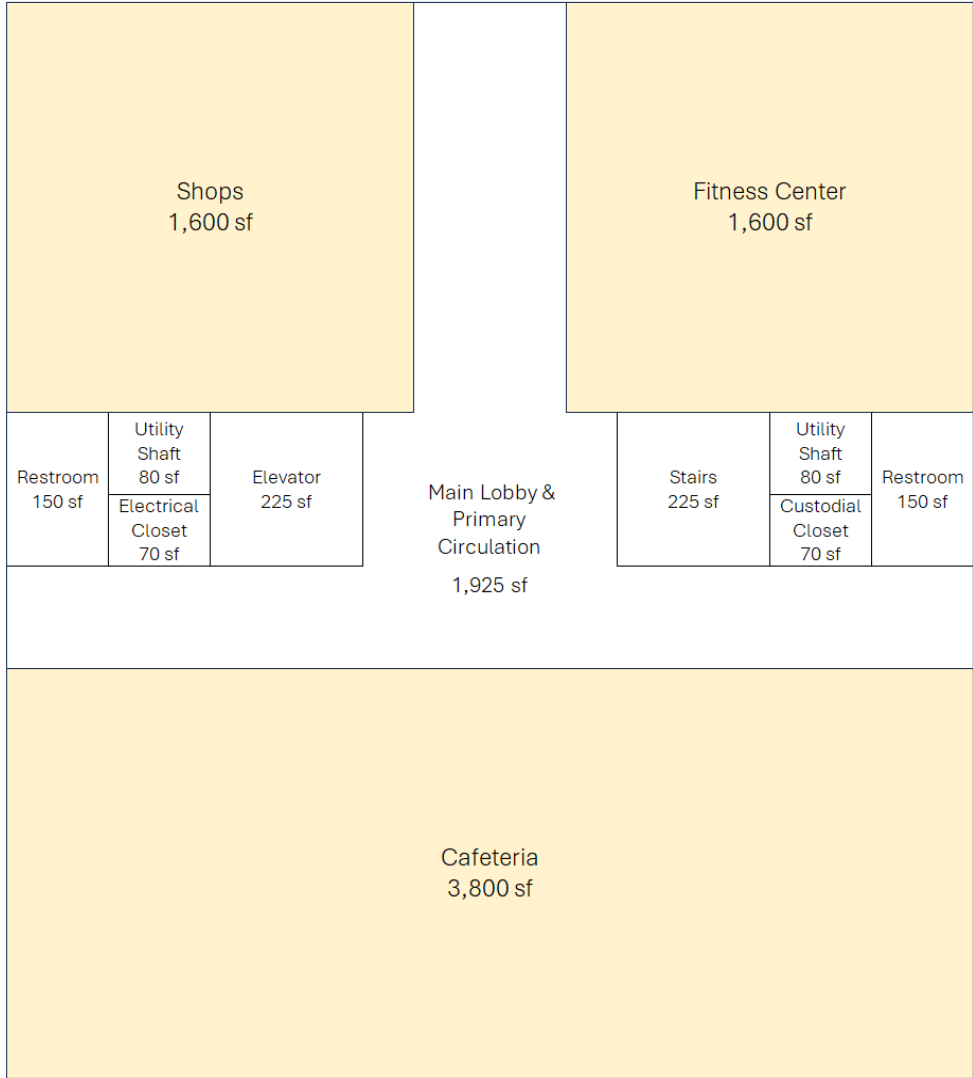 Shops
1,600 sf
Fitness Center
1,600 sf
Restroom
150 sf
Utility
Shaft
80 sf
Electrical
Closet
70 sf
Elevator
225 sf
Main Lobby &
Primary
Circulation
1,925 sf
Stairs
225 sf
Utility
Shaft
80 sf
Custodial
Closet
70 sf
Restroom
150 sf
Cafeteria
3,800 sf